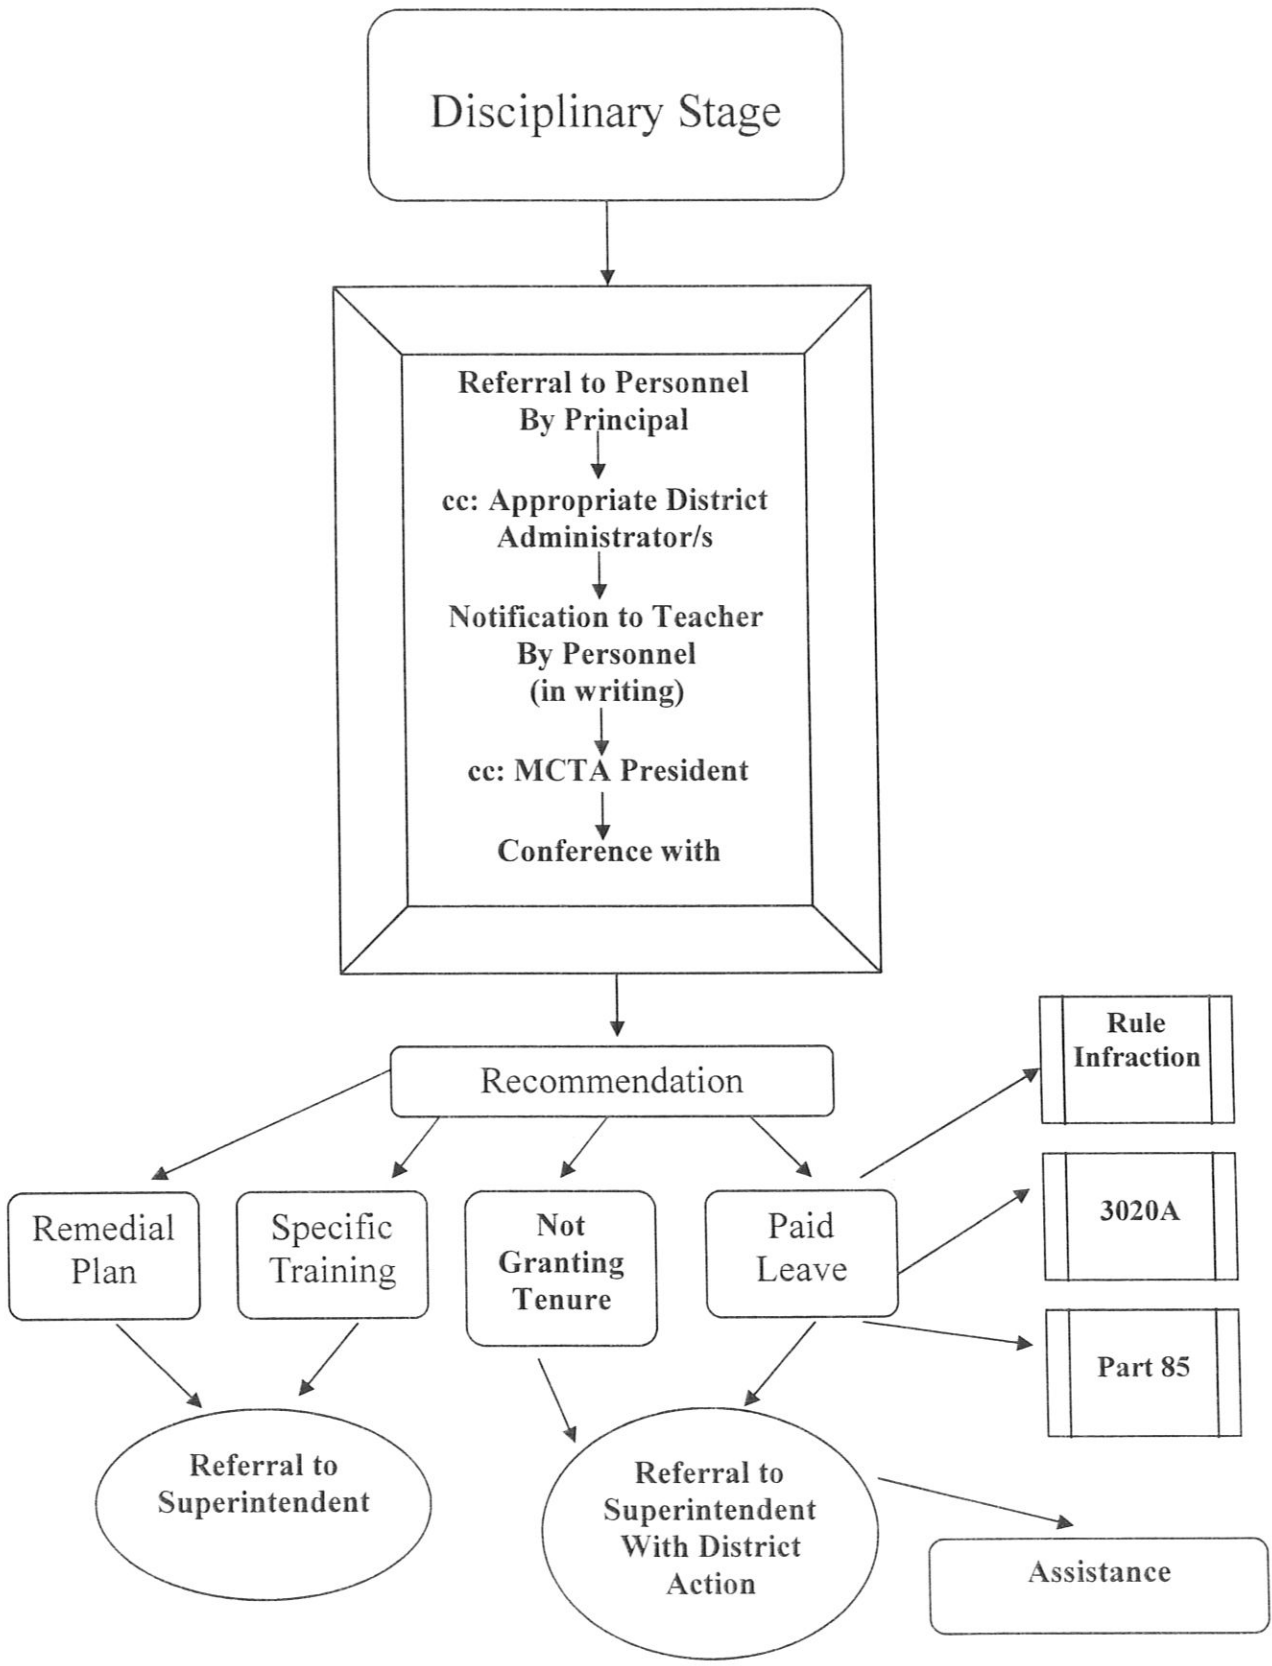 Disciplinary Stage
Referral to Personnel
By Principal
cc: Appropriate District
Administrator/s
Notification to Teacher
By Personnel
(in writing)
cc: MCTA President
Conference with
Recommendation
Rule
Infraction
3020A
Part 85
Remedial
Plan
Specific
Training
Not
Granting
Tenure
Paid
Leave
Referral to
Superintendent
Referral to
Superintendent
With District
Action
Assistance